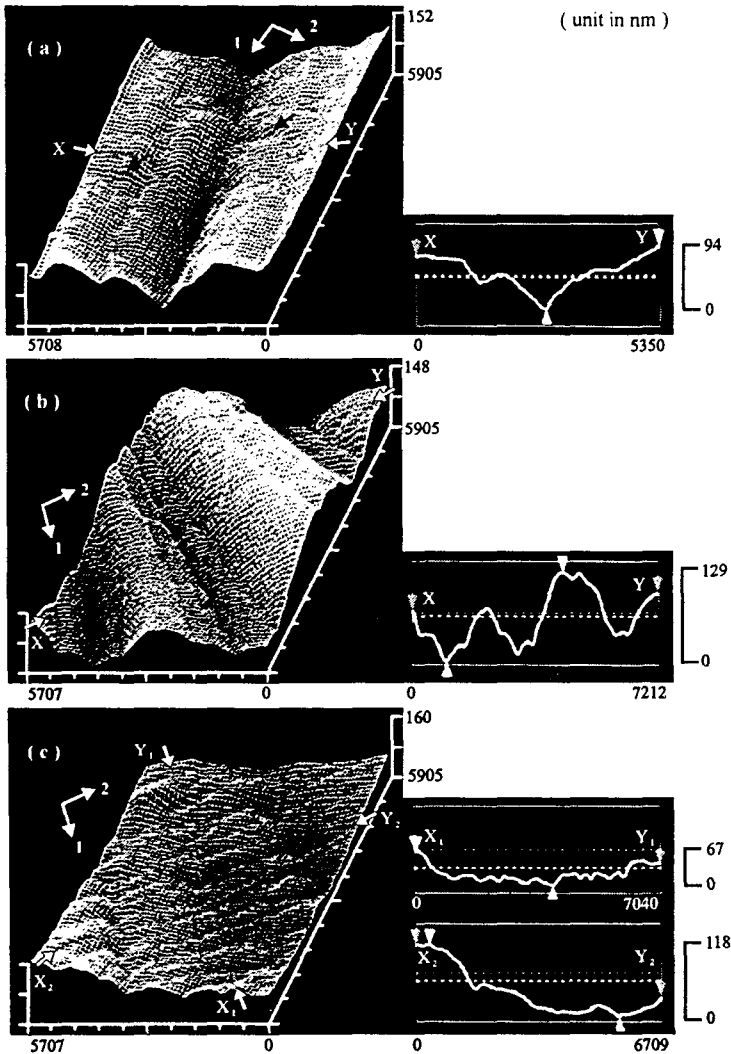 ( unit in nm )
( a )
1 2
152
5905
X Y
5708 0
X Y
94
0
0 5350
( b )
148
5905
Y
2
1
X
5707 0
X Y
129
0
0 7212
( c )
160
5905
Y1
2
1
Y2
X2
X1
5707 0
X1 Y1
67
0
0 7040
X2 Y2
118
0
0 6709